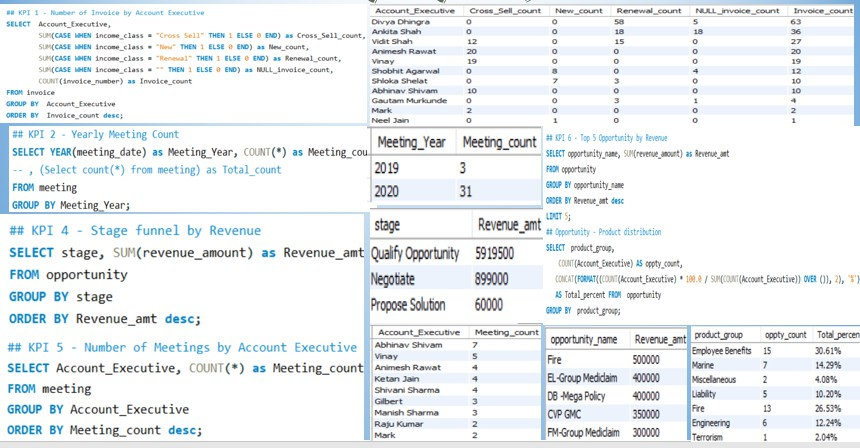 ## KPI 1 - Number of Invoice by Account Executive
SELECT Account_Executive,
SUM(CASE WHEN income_class = "Cross Sell" THEN 1 ELSE 0 END) as Cross_Sell_count,
SUM(CASE WHEN income_class = "New" THEN 1 ELSE 0 END) as New_count,
SUM(CASE WHEN income_class = "Renewal" THEN 1 ELSE 0 END) as Renewal_count,
SUM(CASE WHEN income_class = "" THEN 1 ELSE 0 END) as NULL_invoice_count,
COUNT(invoice_number) as Invoice_count
FROM invoice
GROUP BY Account_Executive
ORDER BY Invoice_count desc;
Account_Executive Cross_Sell_count New_count Renewal_count NULL_invoice_count Invoice_count
Divya Dhingra 0 0 58 5 63
Ankita Shah 0 0 18 18 36
Vidit Shah 12 0 15 0 27
Animesh Rawat 20 0 0 0 20
Vinay 19 0 0 0 19
Shobhit Agarwal 0 8 0 4 12
Shloka Shelat 0 7 3 0 10
Abhinav Shivam 10 0 0 0 10
Gautam Murkunde 0 0 3 1 4
Mark 2 0 0 0 2
Neel Jain 0 1 0 0 1
## KPI 2 - Yearly Meeting Count
SELECT YEAR(meeting_date) as Meeting_Year, COUNT(*) as Meeting_cou
-- , (Select count(*) from meeting) as Total_count
FROM meeting
GROUP BY Meeting_Year;
Meeting_Year Meeting_count
2019 3
2020 31
## KPI 4 - Stage funnel by Revenue
SELECT stage, SUM(revenue_amount) as Revenue_amt
FROM opportunity
GROUP BY stage
ORDER BY Revenue_amt desc;
stage Revenue_amt
Qualify Opportunity 5919500
Negotiate 899000
Propose Solution 60000
## KPI 6 - Top 5 Opportunity by Revenue
SELECT opportunity_name, SUM(revenue_amount) as Revenue_amt
FROM opportunity
GROUP BY opportunity_name
ORDER BY Revenue_amt desc
LIMIT 5;
## Opportunity - Product distribution
SELECT product_group,
COUNT(Account_Executive) AS oppty_count,
CONCAT(FORMAT((COUNT(Account_Executive) * 100.0 / SUM(COUNT(Account_Executive)) OVER ()), 2), '%')
AS Total_percent FROM opportunity
GROUP BY product_group;
## KPI 5 - Number of Meetings by Account Executive
SELECT Account_Executive, COUNT(*) as Meeting_count
FROM meeting
GROUP BY Account_Executive
ORDER BY Meeting_count desc;
Account_Executive Meeting_count
Abhinav Shivam 7
Vinay 5
Animesh Rawat 4
Ketan Jain 4
Shivani Sharma 4
Gilbert 3
Manish Sharma 3
Raju Kumar 2
Mark 2
opportunity_name Revenue_amt
Fire 500000
EL-Group Mediclaim 400000
DB -Mega Policy 400000
CVP GMC 350000
FM-Group Mediclaim 300000
product_group oppty_count Total_percen
Employee Benefits 15 30.61%
Marine 7 14.29%
Miscellaneous 2 4.08%
Liability 5 10.20%
Fire 13 26.53%
Engineering 6 12.24%
Terrorism 1 2.04%